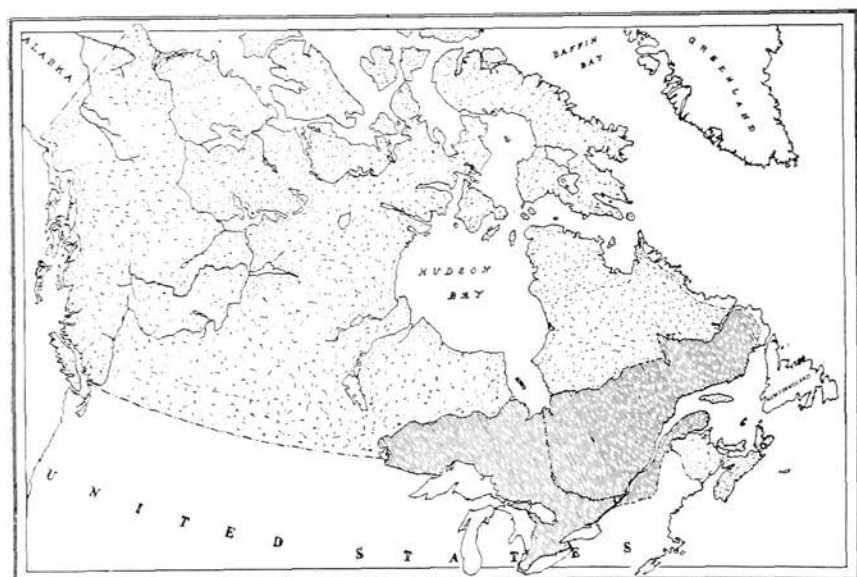 ALASKA
BAFFIN
BAY
GREENLAND
HUDSON
BAY
NEWFOUNDLAND
UNITED STATES